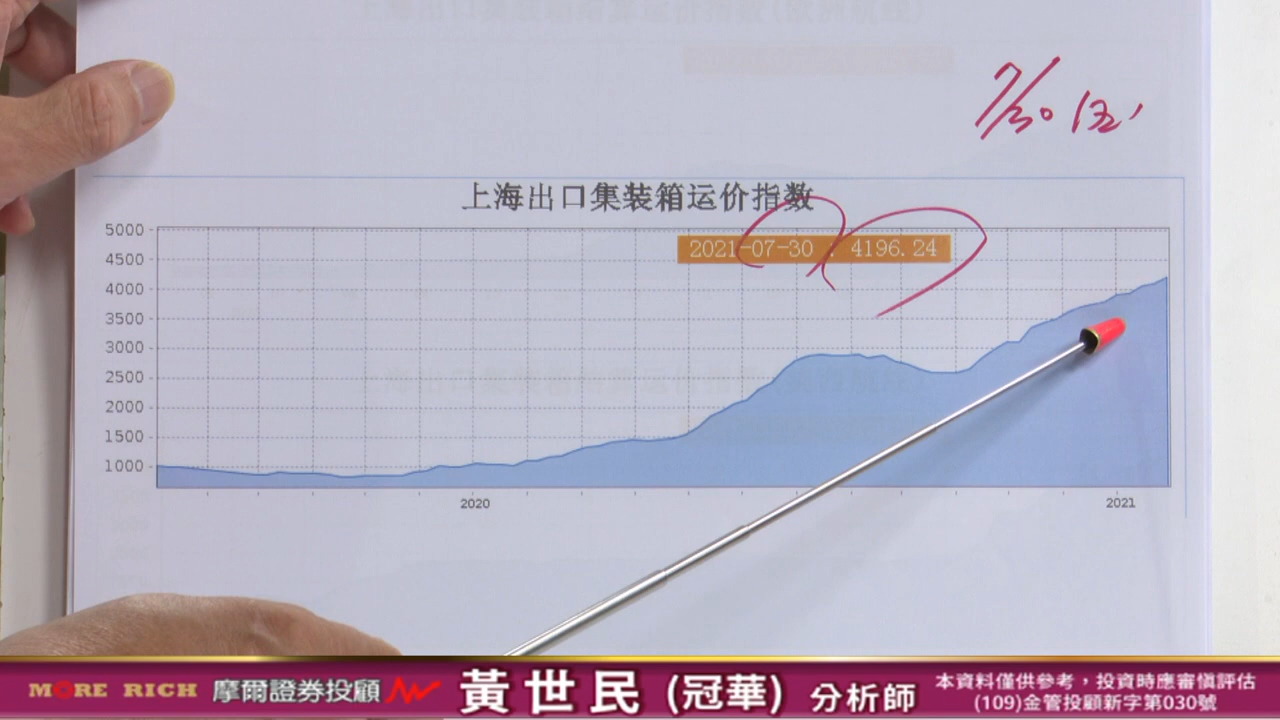 7/30 (五)
上海出口集装箱运价指数
2021-07-30 : 4196.24
5000
4500
4000
3500
3000
2500
2000
1500
1000
2020
2021
MORE RICH 摩爾證券投顧 黃世民 (冠華) 分析師
本資料僅供參考，投資時應審慎評估
(109)金管投顧新字第030號